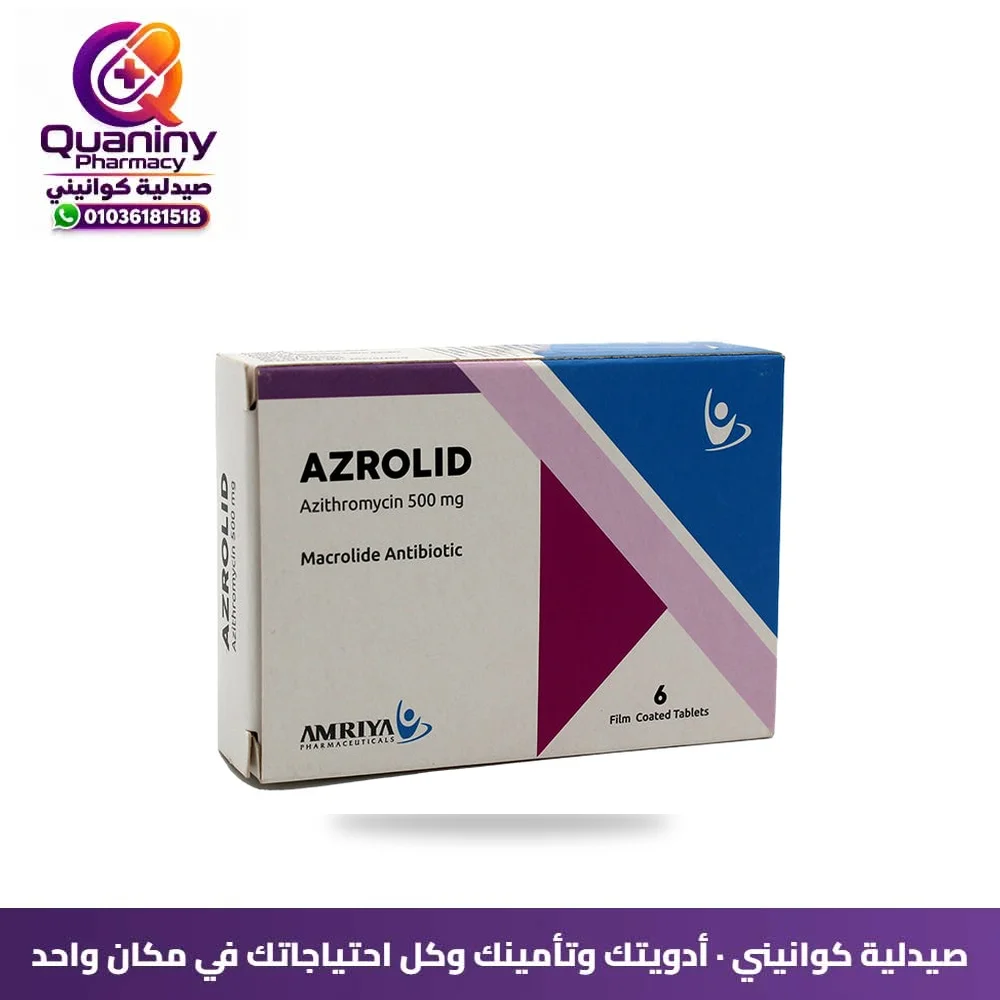 Quaniny
Pharmacy
صيدلية كوانيني
01036181518
AZROLID
Azithromycin 500 mg
Macrolide Antibiotic
AMRIYA
PHARMACEUTICALS
6
Film Coated Tablets
AZROLID
Azithromycin 500 mg
صيدلية كوانيني · أدويتك وتأمينك وكل احتياجاتك في مكان واحد